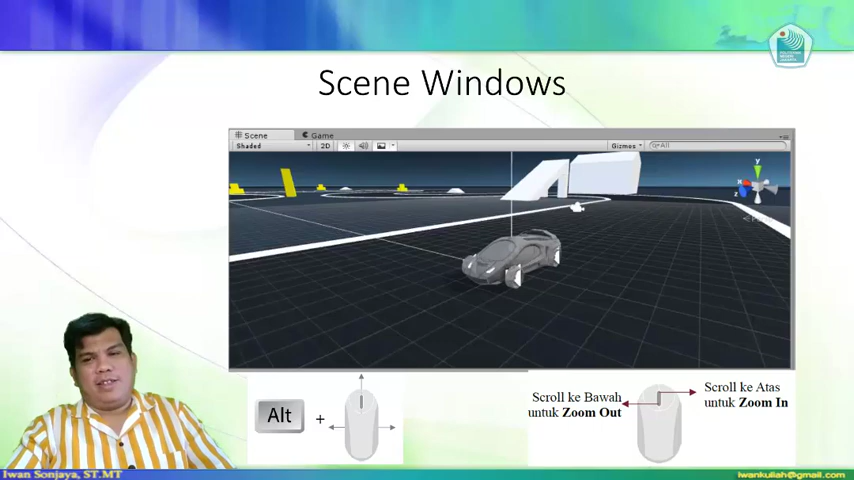 Scene Windows
Scene
Game
Shaded
2D
Gizmos
All
y
x
z
Alt
+
Scroll ke Bawah
untuk Zoom Out
Scroll ke Atas
untuk Zoom In
Iwan Sonjaya, ST.MT
iwankuliah@gmail.com